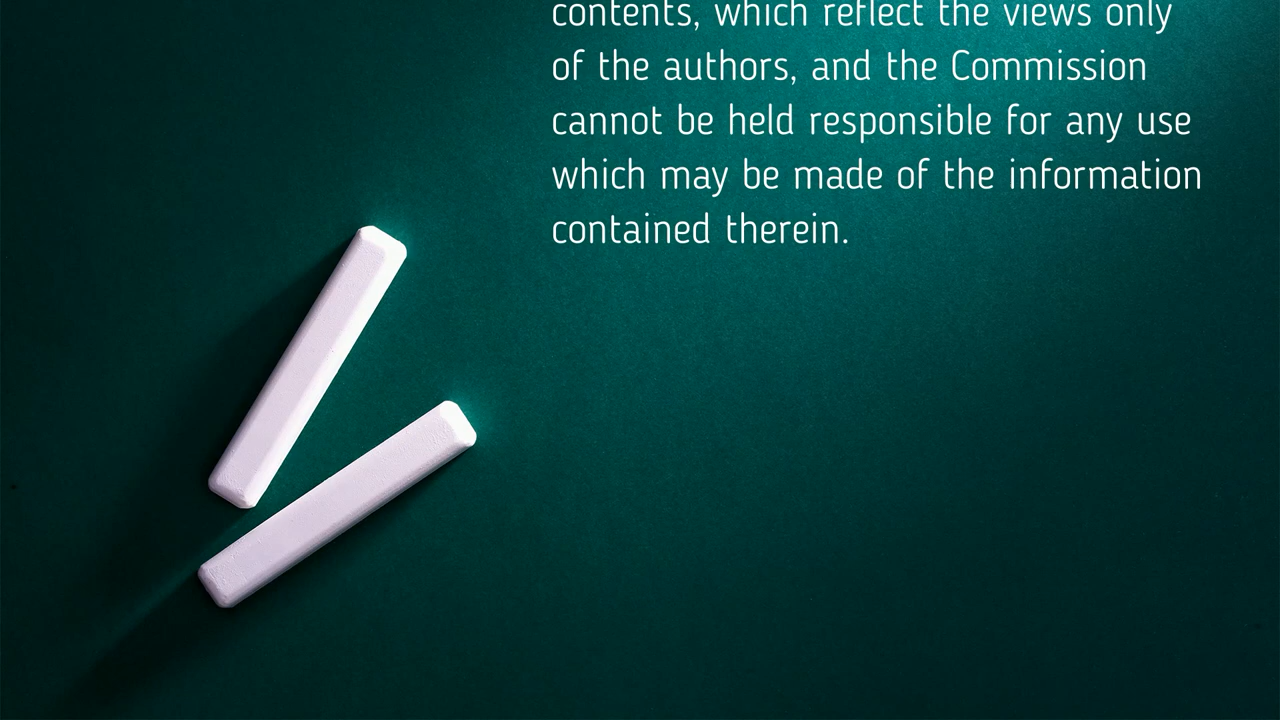 contents, which reflect the views only
of the authors, and the Commission
cannot be held responsible for any use
which may be made of the information
contained therein.